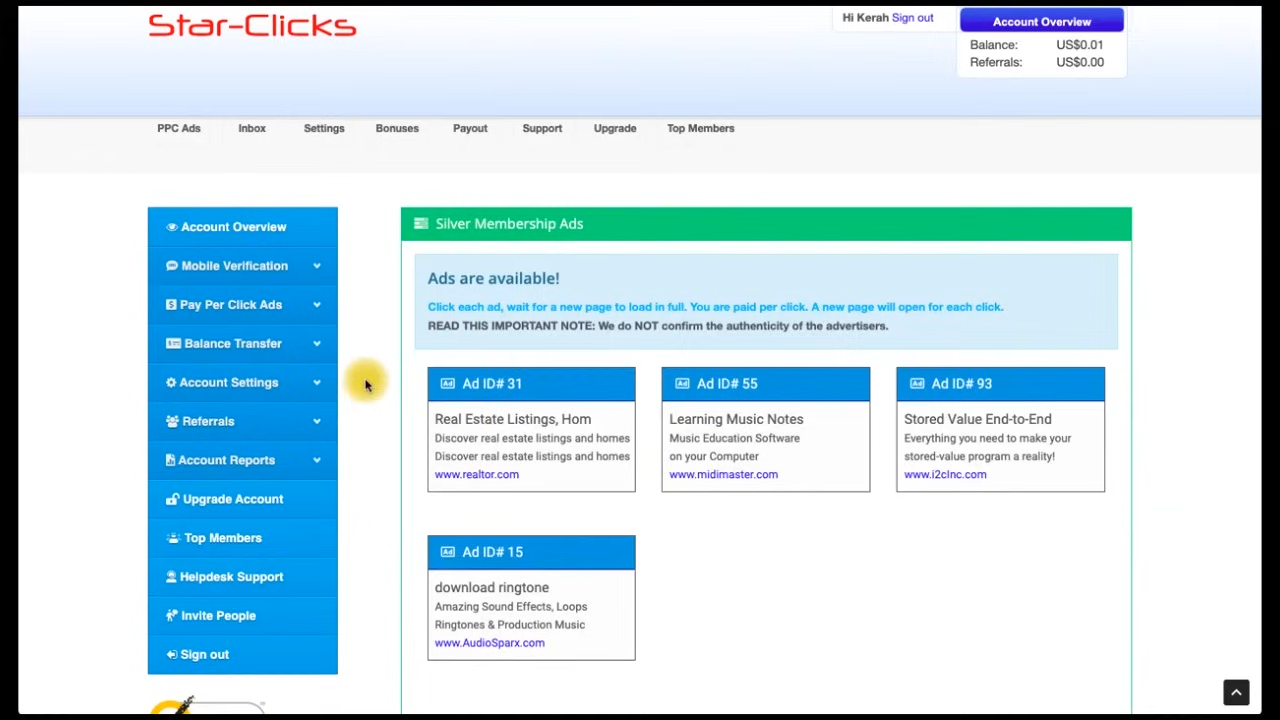 Star-Clicks
Hi Kerah Sign out
Account Overview
Balance: US$0.01
Referrals: US$0.00
PPC Ads Inbox Settings Bonuses Payout Support Upgrade Top Members
Account Overview
Mobile Verification
Pay Per Click Ads
Balance Transfer
Account Settings
Referrals
Account Reports
Upgrade Account
Top Members
Helpdesk Support
Invite People
Sign out
Silver Membership Ads
Ads are available!
Click each ad, wait for a new page to load in full. You are paid per click. A new page will open for each click.
READ THIS IMPORTANT NOTE: We do NOT confirm the authenticity of the advertisers.
Ad ID# 31
Real Estate Listings, Hom
Discover real estate listings and homes
Discover real estate listings and homes
www.realtor.com
Ad ID# 55
Learning Music Notes
Music Education Software
on your Computer
www.midimaster.com
Ad ID# 93
Stored Value End-to-End
Everything you need to make your
stored-value program a reality!
www.i2cInc.com
Ad ID# 15
download ringtone
Amazing Sound Effects, Loops
Ringtones & Production Music
www.AudioSparx.com